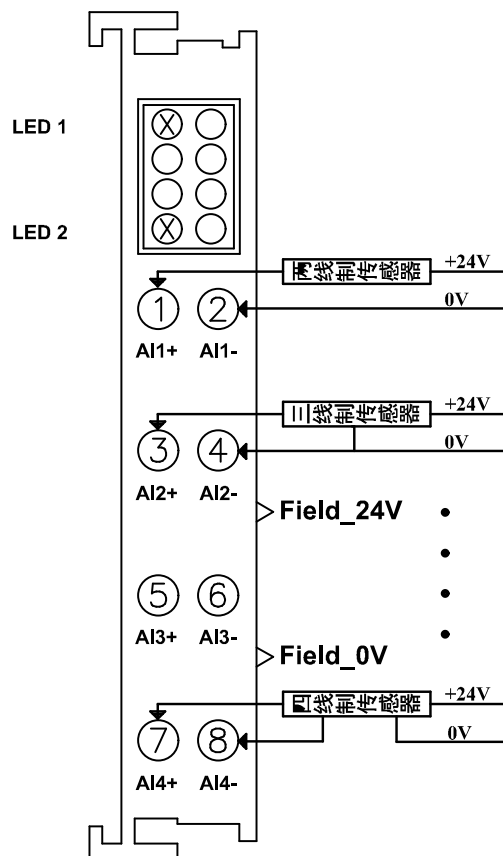 LED 1
LED 2
两线制传感器 +24V
0V
① ②
AI1+ AI1-
三线制传感器 +24V
0V
③ ④
AI2+ AI2-
Field_24V
⑤ ⑥
AI3+ AI3-
Field_0V
四线制传感器 +24V
0V
⑦ ⑧
AI4+ AI4-